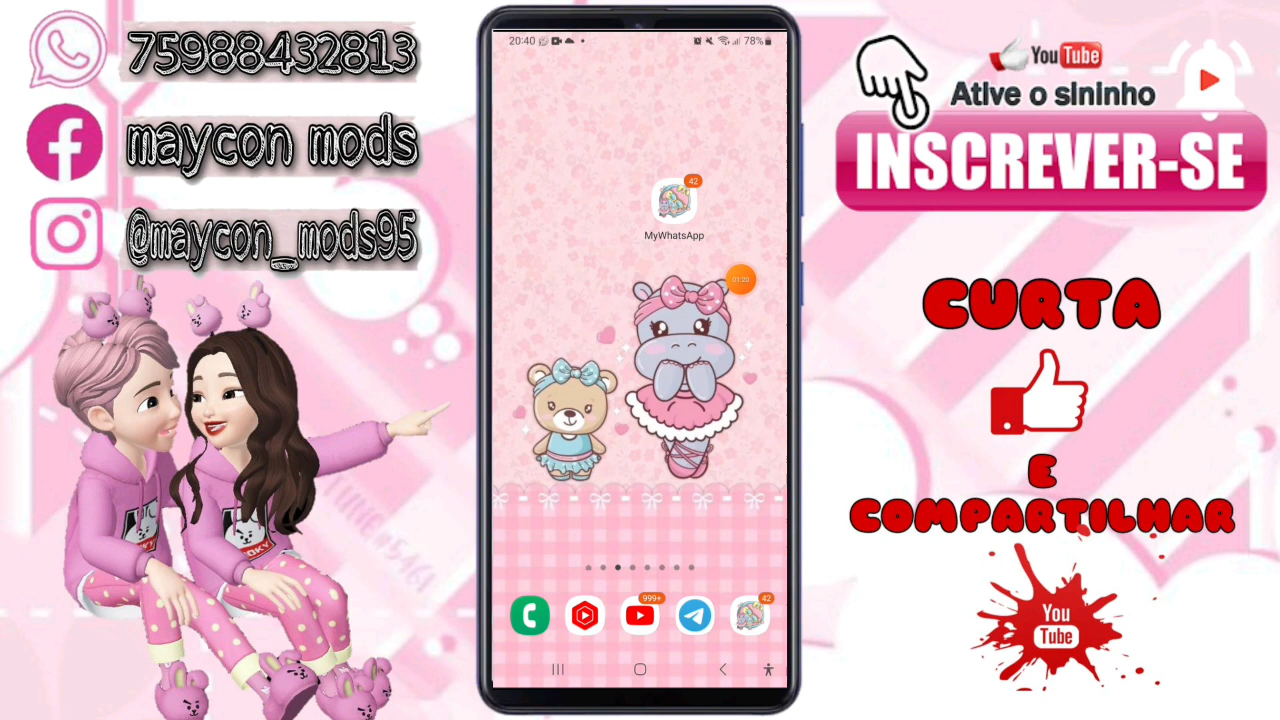 75988432813
maycon mods
@maycon_mods95
20:40
78%
42
MyWhatsApp
01:20
999+
42
YouTube
Ative o sininho
INSCREVER-SE
CURTA
E
COMPARTILHAR
You
Tube